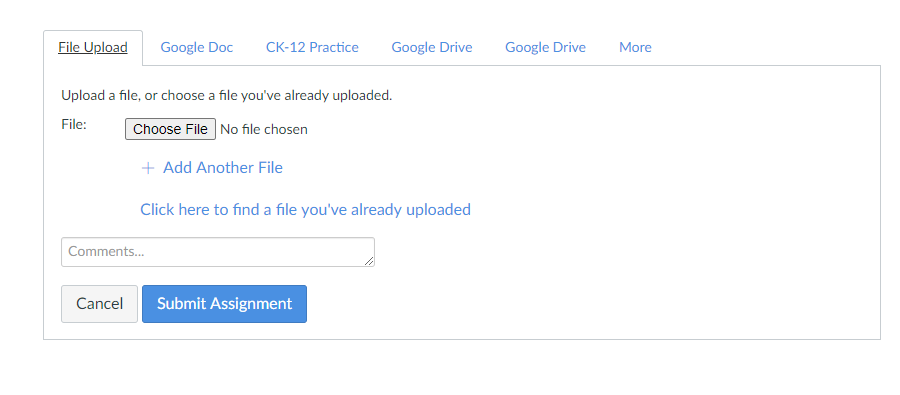 File Upload Google Doc CK-12 Practice Google Drive Google Drive More
Upload a file, or choose a file you've already uploaded.
File: Choose File No file chosen
+ Add Another File
Click here to find a file you've already uploaded
Comments...
Cancel Submit Assignment